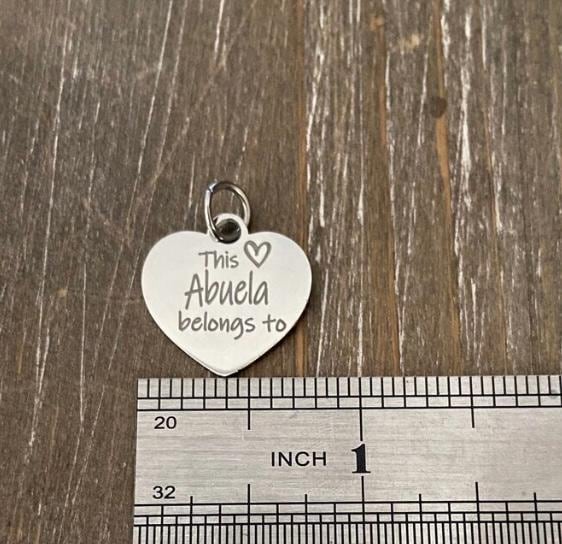 This
Abuela
belongs to
20
INCH 1
32